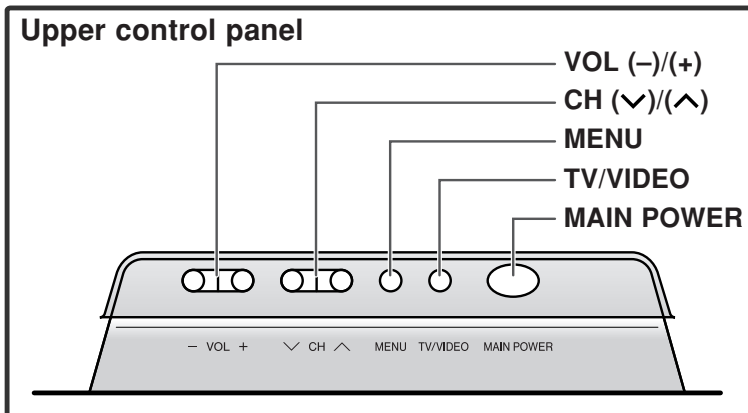 Upper control panel
VOL (–)/(+)
CH (∨)/(∧)
MENU
TV/VIDEO
MAIN POWER
– VOL + ∨ CH ∧ MENU TV/VIDEO MAIN POWER